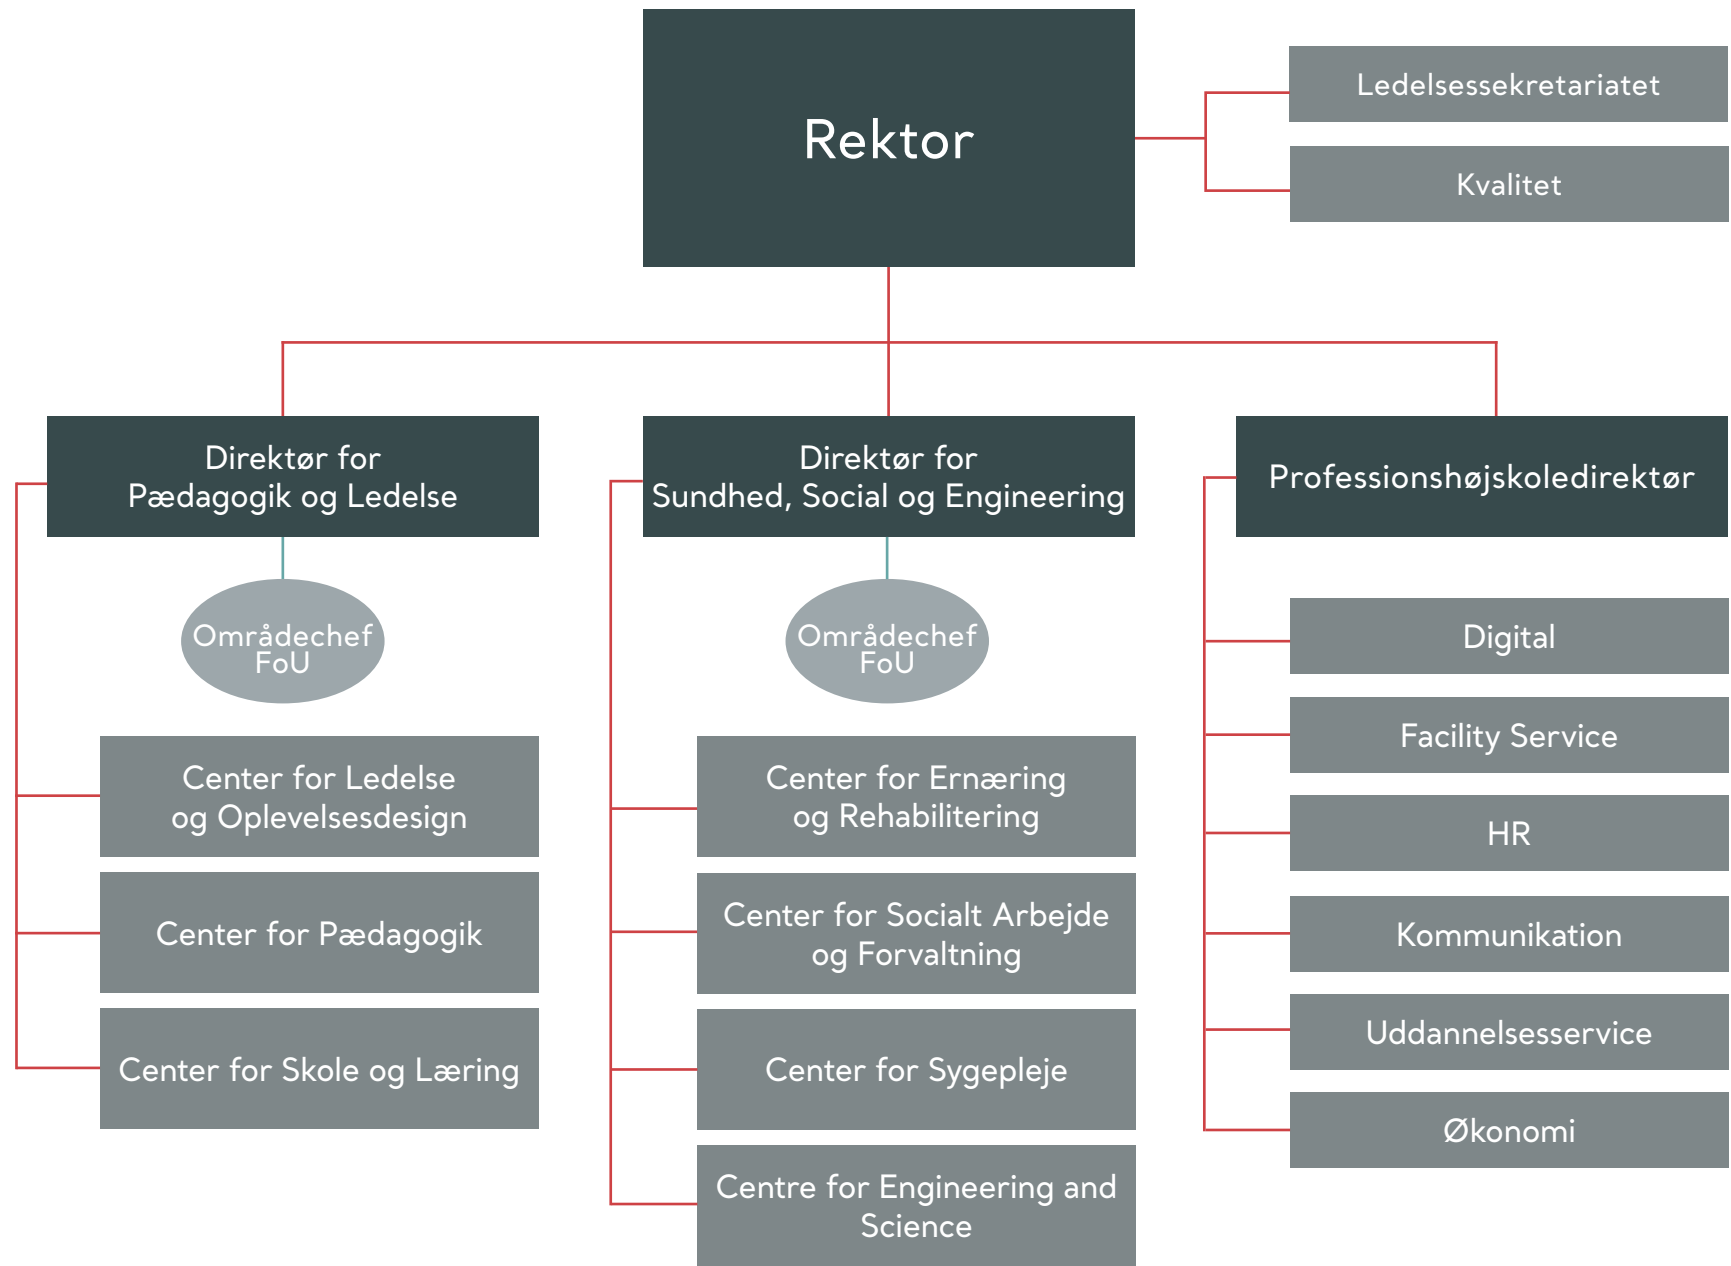 Rektor
Ledelsessekretariatet
Kvalitet
Direktør for
Pædagogik og Ledelse
Områdechef
FoU
Center for Ledelse
og Oplevelsesdesign
Center for Pædagogik
Center for Skole og Læring
Direktør for
Sundhed, Social og Engineering
Områdechef
FoU
Center for Ernæring
og Rehabilitering
Center for Socialt Arbejde
og Forvaltning
Center for Sygepleje
Centre for Engineering and
Science
Professionshøjskoledirektør
Digital
Facility Service
HR
Kommunikation
Uddannelsesservice
Økonomi